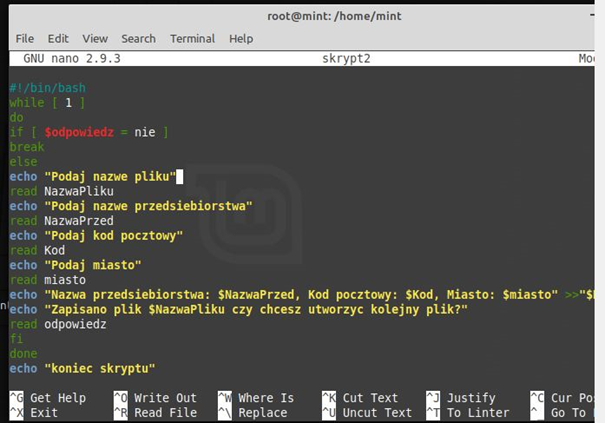 root@mint: /home/mint
File Edit View Search Terminal Help
GNU nano 2.9.3 skrypt2
#!/bin/bash
while [ 1 ]
do
if [ $odpowiedz = nie ]
break
else
echo "Podaj nazwe pliku"
read NazwaPliku
echo "Podaj nazwe przedsiebiorstwa"
read NazwaPrzed
echo "Podaj kod pocztowy"
read Kod
echo "Podaj miasto"
read miasto
echo "Nazwa przedsiebiorstwa: $NazwaPrzed, Kod pocztowy: $Kod, Miasto: $miasto" >>"$
echo "Zapisano plik $NazwaPliku czy chcesz utworzyc kolejny plik?"
read odpowiedz
fi
done
echo "koniec skryptu"
^G Get Help ^O Write Out ^W Where Is ^K Cut Text ^J Justify ^C Cur Po
^X Exit ^R Read File ^\ Replace ^U Uncut Text ^T To Linter ^_ Go To